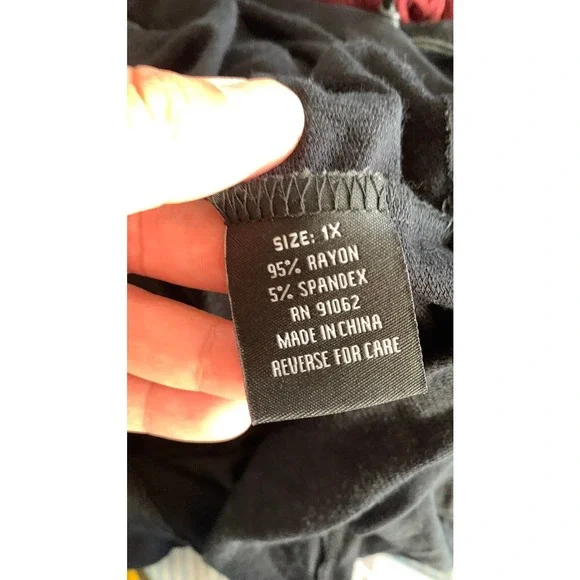 SIZE: 1X
95% RAYON
5% SPANDEX
RN 91062
MADE IN CHINA
REVERSE FOR CARE